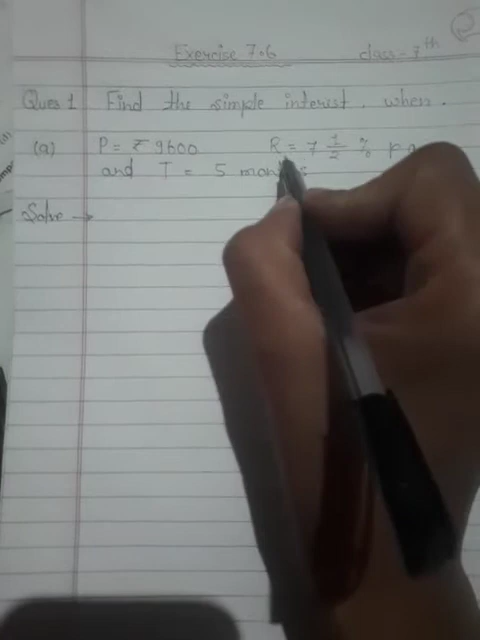 Exercise 7.6 class - 7th
Ques 1 Find the simple interest, when.
(a) P = ₹ 9600 R = 7 1/2 % p a
and T = 5
Solve →